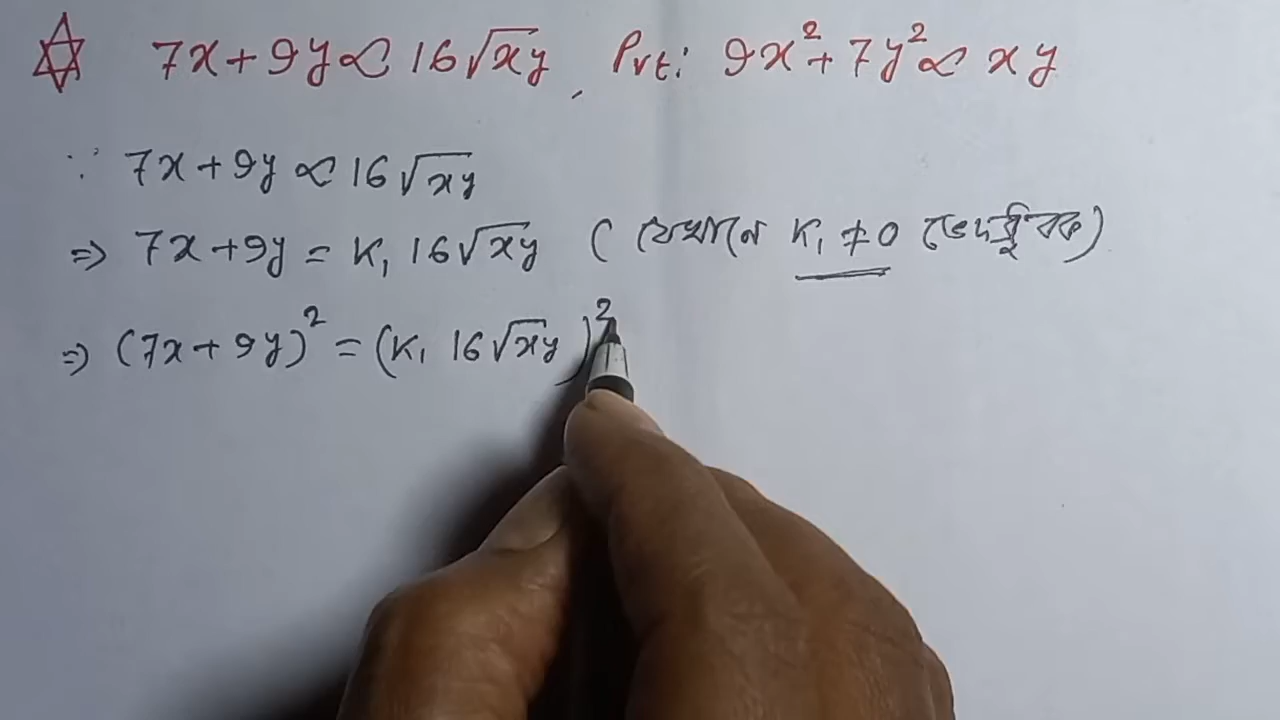 7x + 9y ∝ 16√xy, Prt: 9x² + 7y² ∝ xy
∵ 7x + 9y ∝ 16√xy
⇒ 7x + 9y = K₁ 16√xy ( যেখানে K₁ ≠ 0 ভেদধ্রুবক)
⇒ (7x + 9y)² = (K₁ 16√xy)²